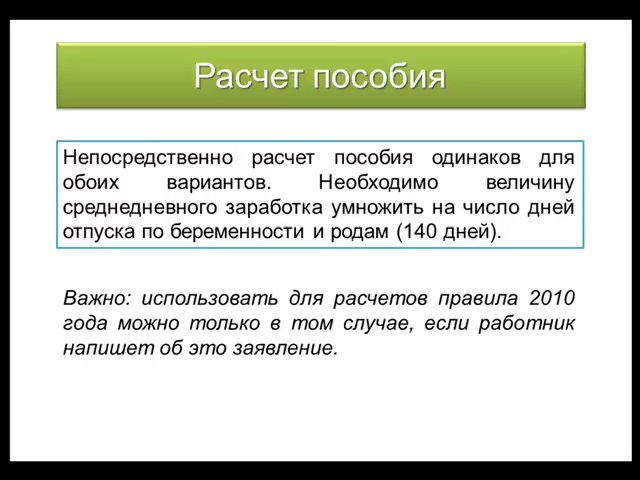 Расчет пособия
Непосредственно расчет пособия одинаков для
обоих вариантов. Необходимо величину
среднедневного заработка умножить на число дней
отпуска по беременности и родам (140 дней).
Важно: использовать для расчетов правила 2010
года можно только в том случае, если работник
напишет об это заявление.